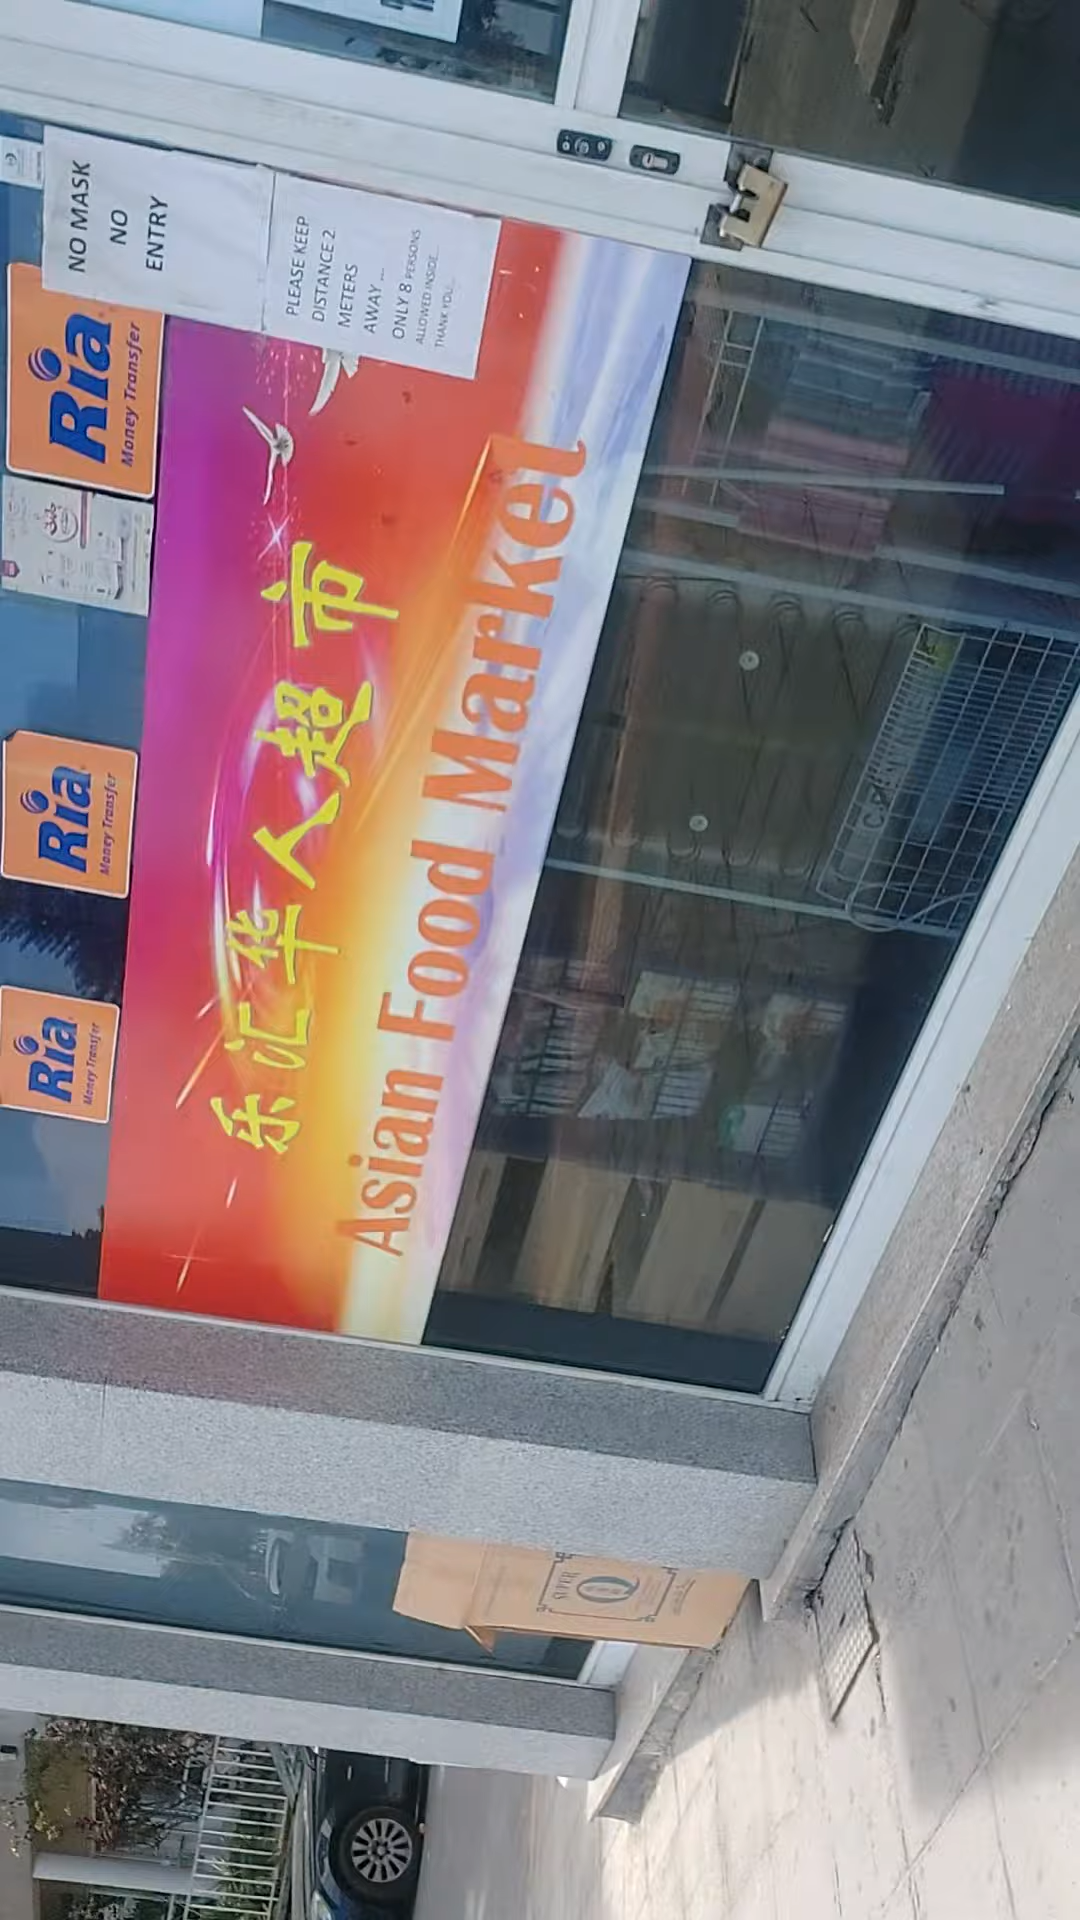 Ria
Money Transfer
Ria
Money Transfer
Ria
Money Transfer
NO MASK
NO
ENTRY
PLEASE KEEP
DISTANCE 2
METERS
AWAY ...
ONLY 8 PERSONS
ALLOWED INSIDE...
THANK YOU...
乐汇华人超市
Asian Food Market
SUPER
Q